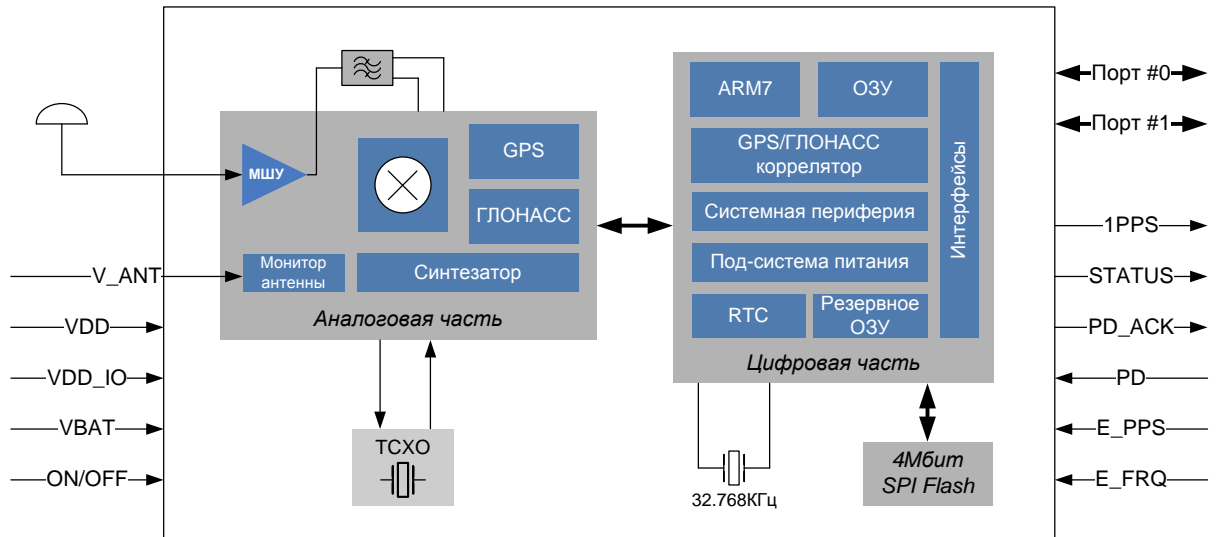 МШУ
GPS
ГЛОНАСС
Монитор
антенны
Синтезатор
Аналоговая часть
TCXO
V_ANT
VDD
VDD_IO
VBAT
ON/OFF
ARM7
ОЗУ
GPS/ГЛОНАСС
коррелятор
Системная периферия
Под-система питания
RTC
Резервное
ОЗУ
Интерфейсы
Цифровая часть
32.768КГц
4Мбит
SPI Flash
Порт #0
Порт #1
1PPS
STATUS
PD_ACK
PD
E_PPS
E_FRQ